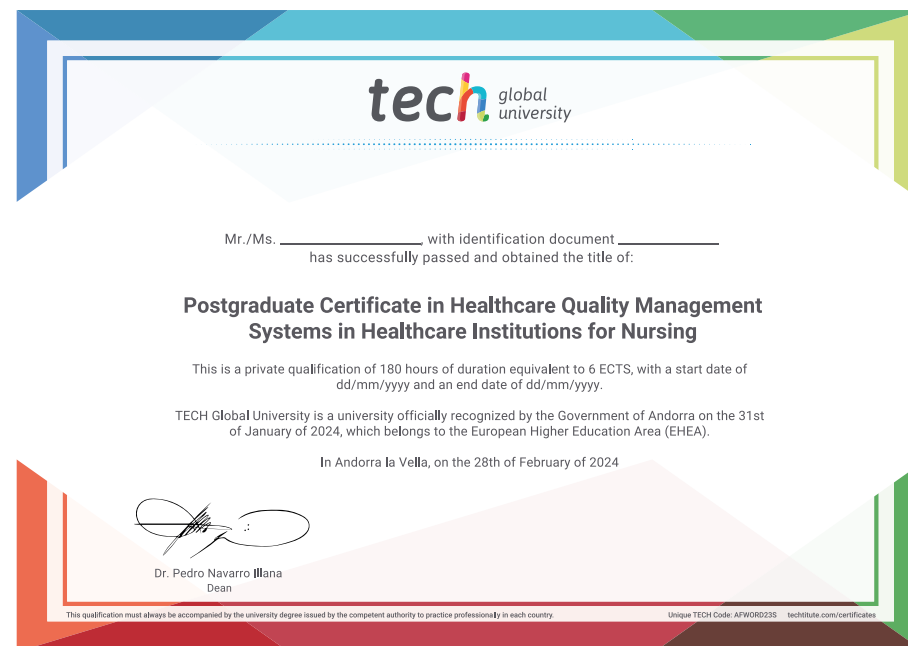 tech global
university
Mr./Ms. ____________________, with identification document ______________
has successfully passed and obtained the title of:
Postgraduate Certificate in Healthcare Quality Management
Systems in Healthcare Institutions for Nursing
This is a private qualification of 180 hours of duration equivalent to 6 ECTS, with a start date of
dd/mm/yyyy and an end date of dd/mm/yyyy.
TECH Global University is a university officially recognized by the Government of Andorra on the 31st
of January of 2024, which belongs to the European Higher Education Area (EHEA).
In Andorra la Vella, on the 28th of February of 2024
Dr. Pedro Navarro Illana
Dean
This qualification must always be accompanied by the university degree issued by the competent authority to practice professionally in each country. Unique TECH Code: AFWORD23S techtitute.com/certificates